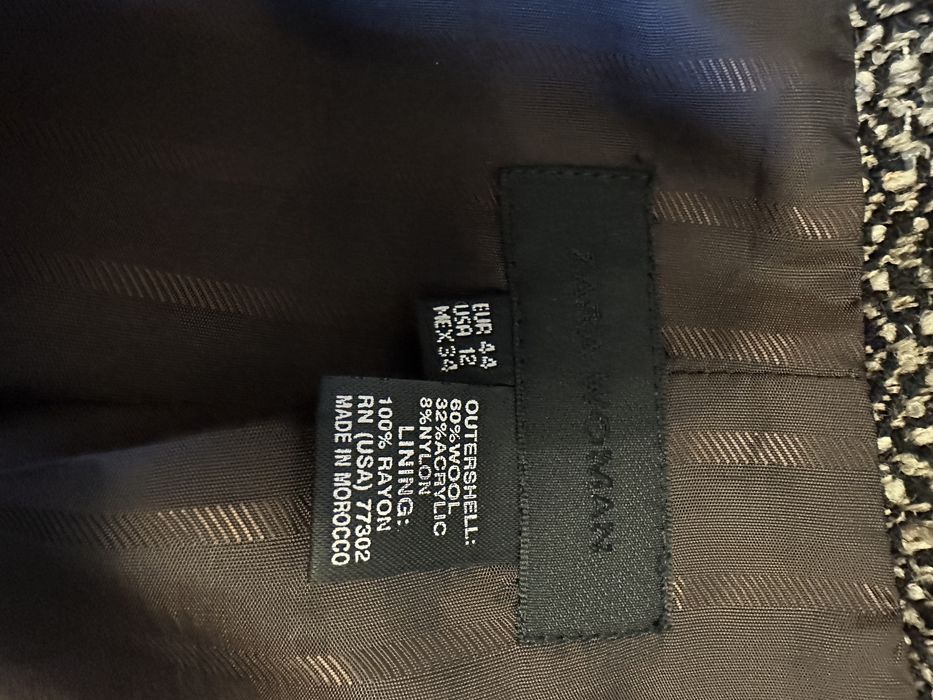 ZARA WOMAN
EUR 44
USA 12
MEX 34
OUTERSHELL:
60%WOOL
32%ACRYLIC
8%NYLON
LINING:
100% RAYON
RN (USA) 77302
MADE IN MOROCCO